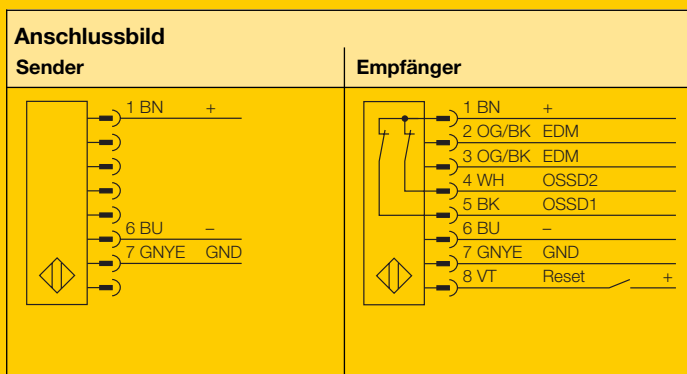 Anschlussbild
Sender
1 BN +
6 BU –
7 GNYE GND
Empfänger
1 BN +
2 OG/BK EDM
3 OG/BK EDM
4 WH OSSD2
5 BK OSSD1
6 BU –
7 GNYE GND
8 VT Reset +